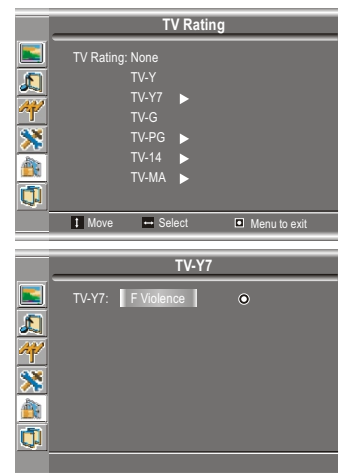 TV Rating
TV Rating: None
TV-Y
TV-Y7
TV-G
TV-PG
TV-14
TV-MA
Move Select Menu to exit
TV-Y7
TV-Y7: F Violence